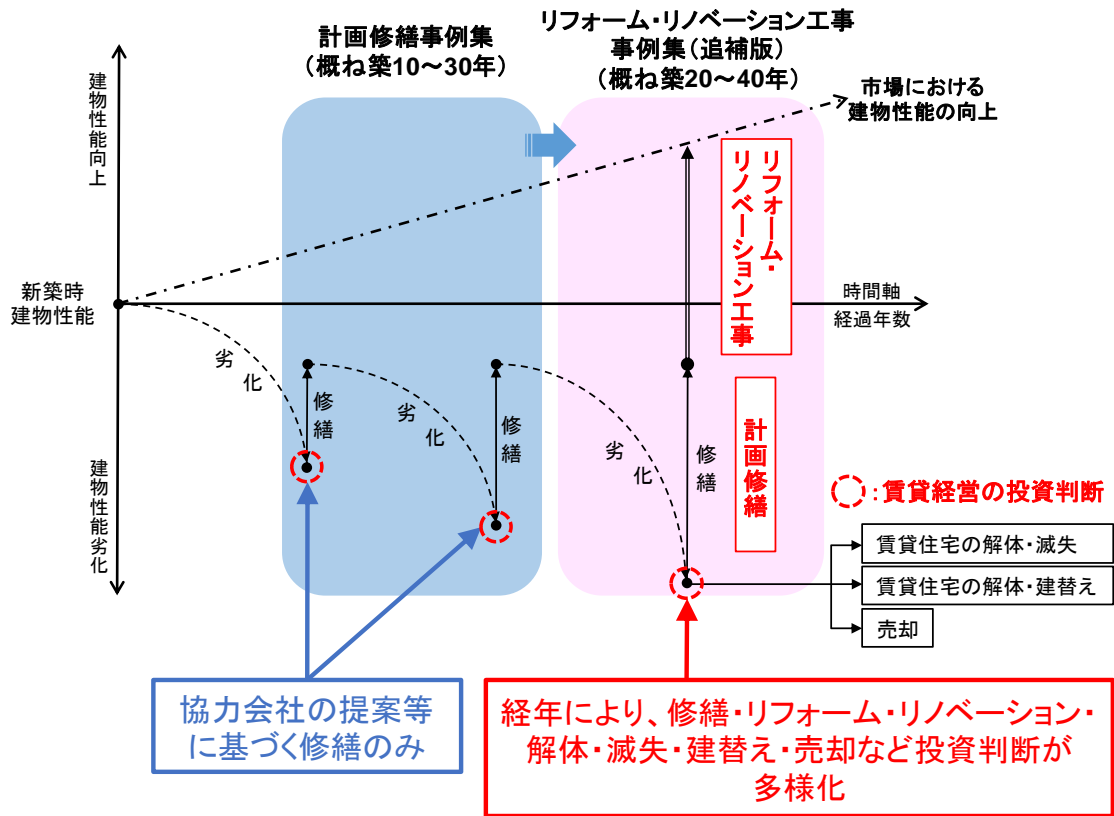 計画修繕事例集
（概ね築10～30年）
リフォーム・リノベーション工事
事例集（追補版）
（概ね築20～40年）
市場における
建物性能の向上
建物性能向上
リフォーム・
リノベーション工事
新築時
建物性能
時間軸
経過年数
劣化
修繕
劣化
修繕
劣化
修繕
計画修繕
建物性能劣化
：賃貸経営の投資判断
賃貸住宅の解体・滅失
賃貸住宅の解体・建替え
売却
協力会社の提案等
に基づく修繕のみ
経年により、修繕・リフォーム・リノベーション・
解体・滅失・建替え・売却など投資判断が
多様化